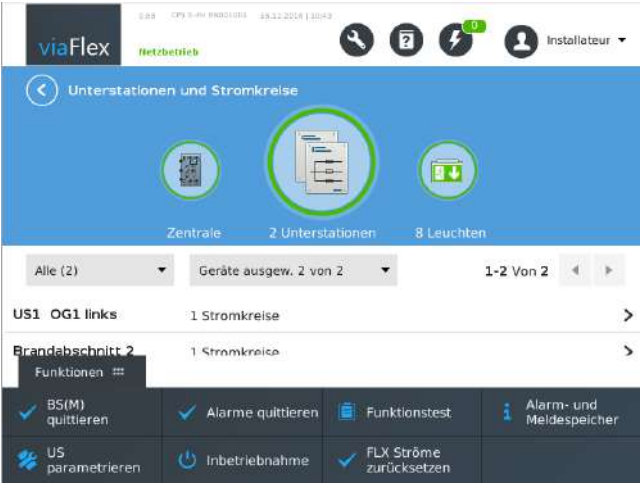 viaFlex
Netzbetrieb
0
Installateur
Unterstationen und Stromkreise
Zentrale
2 Unterstationen
8 Leuchten
Alle (2)
Geräte ausgew. 2 von 2
1-2 Von 2
US1 OG1 links
1 Stromkreise
Brandabschnitt 2
1 Stromkreise
Funktionen
BS(M)
quittieren
Alarme quittieren
Funktionstest
Alarm- und
Meldespeicher
US
parametrieren
Inbetriebnahme
FLX Ströme
zurücksetzen